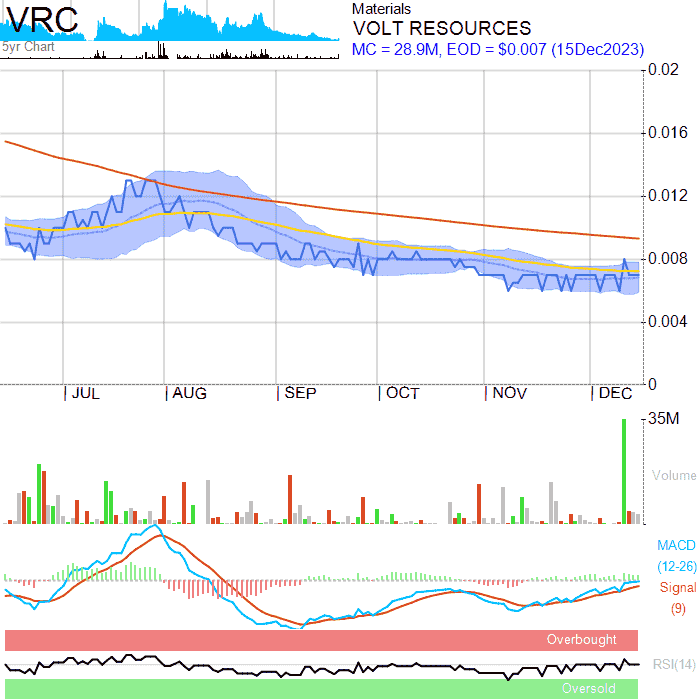 VRC
5yr Chart
Materials
VOLT RESOURCES
MC = 28.9M, EOD = $0.007 (15Dec2023)
0.02
0.016
0.012
0.008
0.004
0
JUL AUG SEP OCT NOV DEC
35M
Volume
MACD
(12-26)
Signal
(9)
Overbought
RSI(14)
Oversold